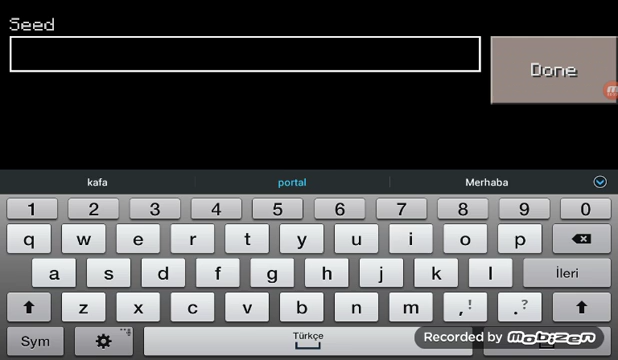 Seed
Done
kafa portal Merhaba
1 2 3 4 5 6 7 8 9 0
q w e r t y u i o p
a s d f g h j k l İleri
z x c v b n m ,! .?
Sym Türkçe
Recorded by mobizen